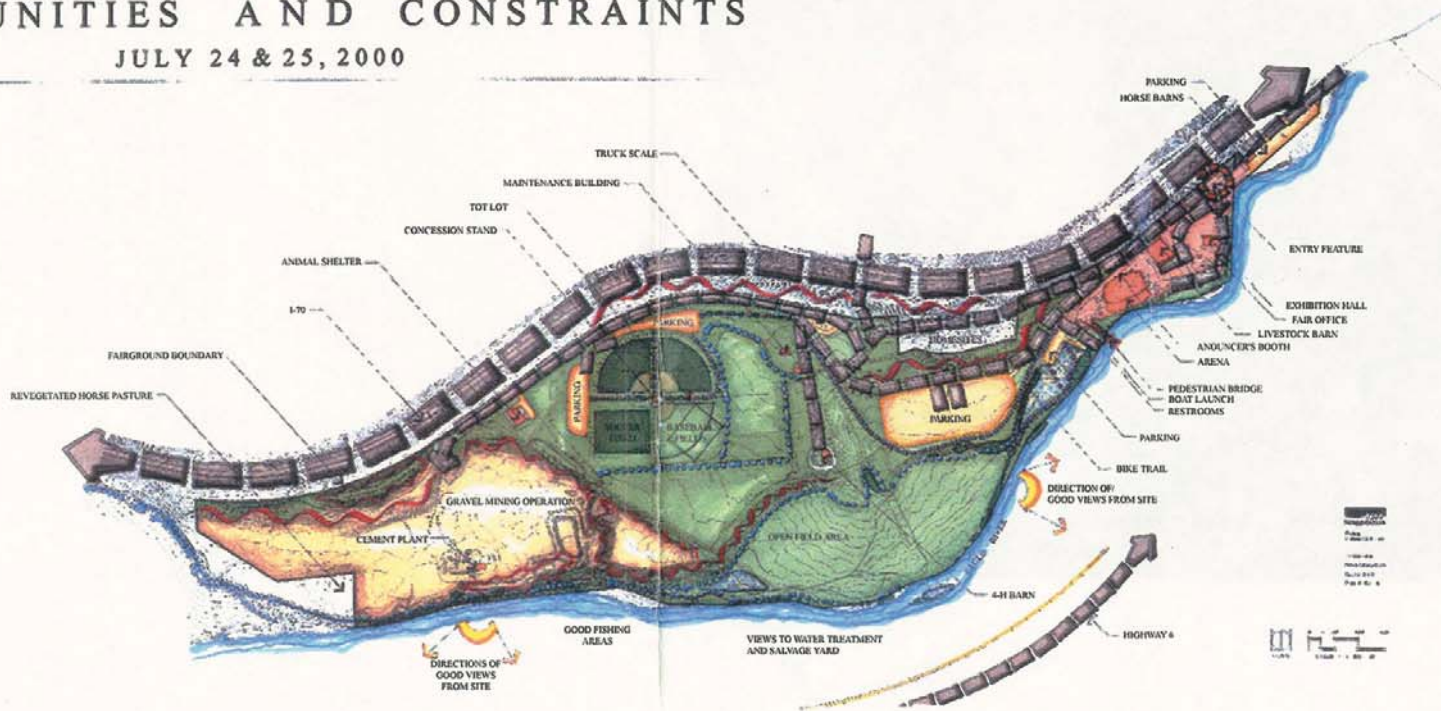 UNITIES AND CONSTRAINTS
JULY 24 & 25, 2000
PARKING
HORSE BARNS
TRUCK SCALE
MAINTENANCE BUILDING
TOT LOT
CONCESSION STAND
ANIMAL SHELTER
I-70
FAIRGROUND BOUNDARY
REVEGETATED HORSE PASTURE
ENTRY FEATURE
EXHIBITION HALL
FAIR OFFICE
LIVESTOCK BARN
ANOUNCER'S BOOTH
ARENA
PEDESTRIAN BRIDGE
BOAT LAUNCH
RESTROOMS
PARKING
BIKE TRAIL
PARKING
PARKING
PARKING
SOCCER
FIELD
BASEBALL
FIELDS
GRAVEL MINING OPERATION
CEMENT PLANT
OPEN FIELD AREA
DIRECTION OF
GOOD VIEWS FROM SITE
4-H BARN
HIGHWAY 6
GOOD FISHING
AREAS
VIEWS TO WATER TREATMENT
AND SALVAGE YARD
DIRECTIONS OF
GOOD VIEWS
FROM SITE